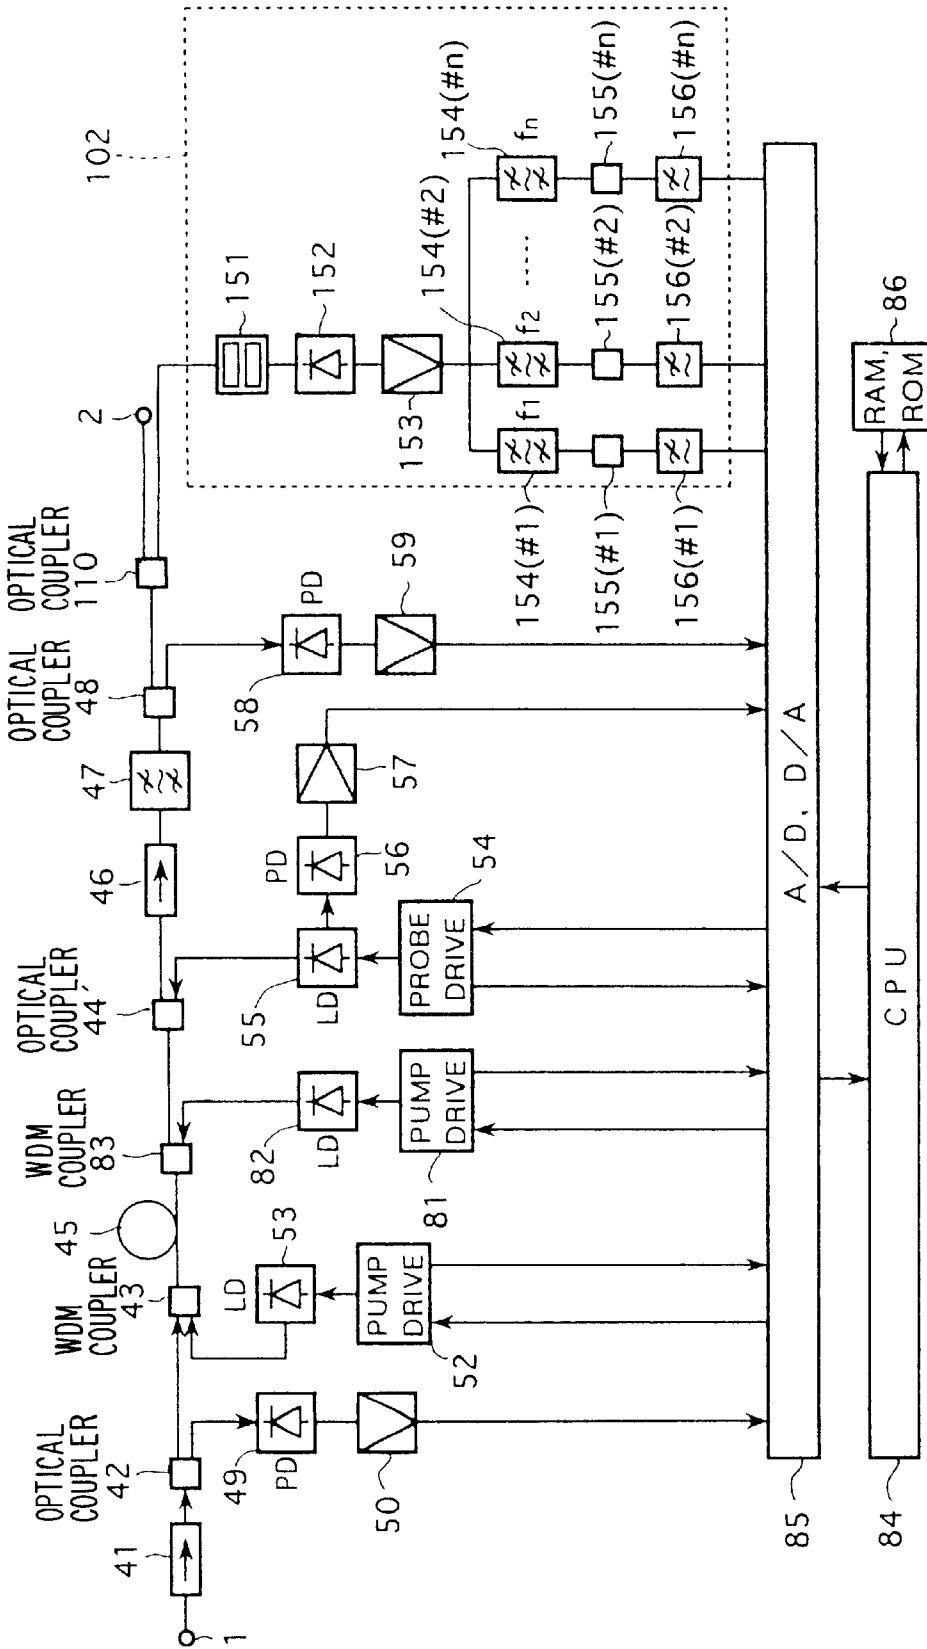 1
41
OPTICAL
COUPLER
42
WDM
COUPLER
43
45
WDM
COUPLER
83
OPTICAL
COUPLER
44'
46
47
OPTICAL
COUPLER
48
OPTICAL
COUPLER
110
2
102
49
PD
50
LD
53
PUMP
DRIVE
52
82
LD
PUMP
DRIVE
81
55
LD
PROBE
DRIVE
54
PD
56
57
58
PD
59
151
152
153
154(#1)
f1
154(#2)
f2
......
154(#n)
fn
155(#1)
155(#2)
155(#n)
156(#1)
156(#2)
156(#n)
85
A/D, D/A
84
CPU
RAM,
ROM
86